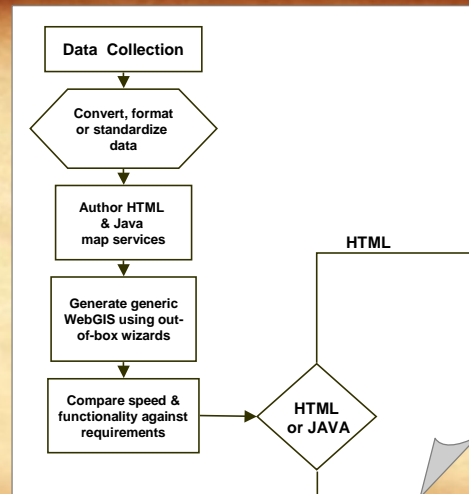 Data Collection
Convert, format
or standardize
data
Author HTML
& Java
map services
Generate generic
WebGIS using out-
of-box wizards
Compare speed &
functionality against
requirements
HTML
or JAVA
HTML